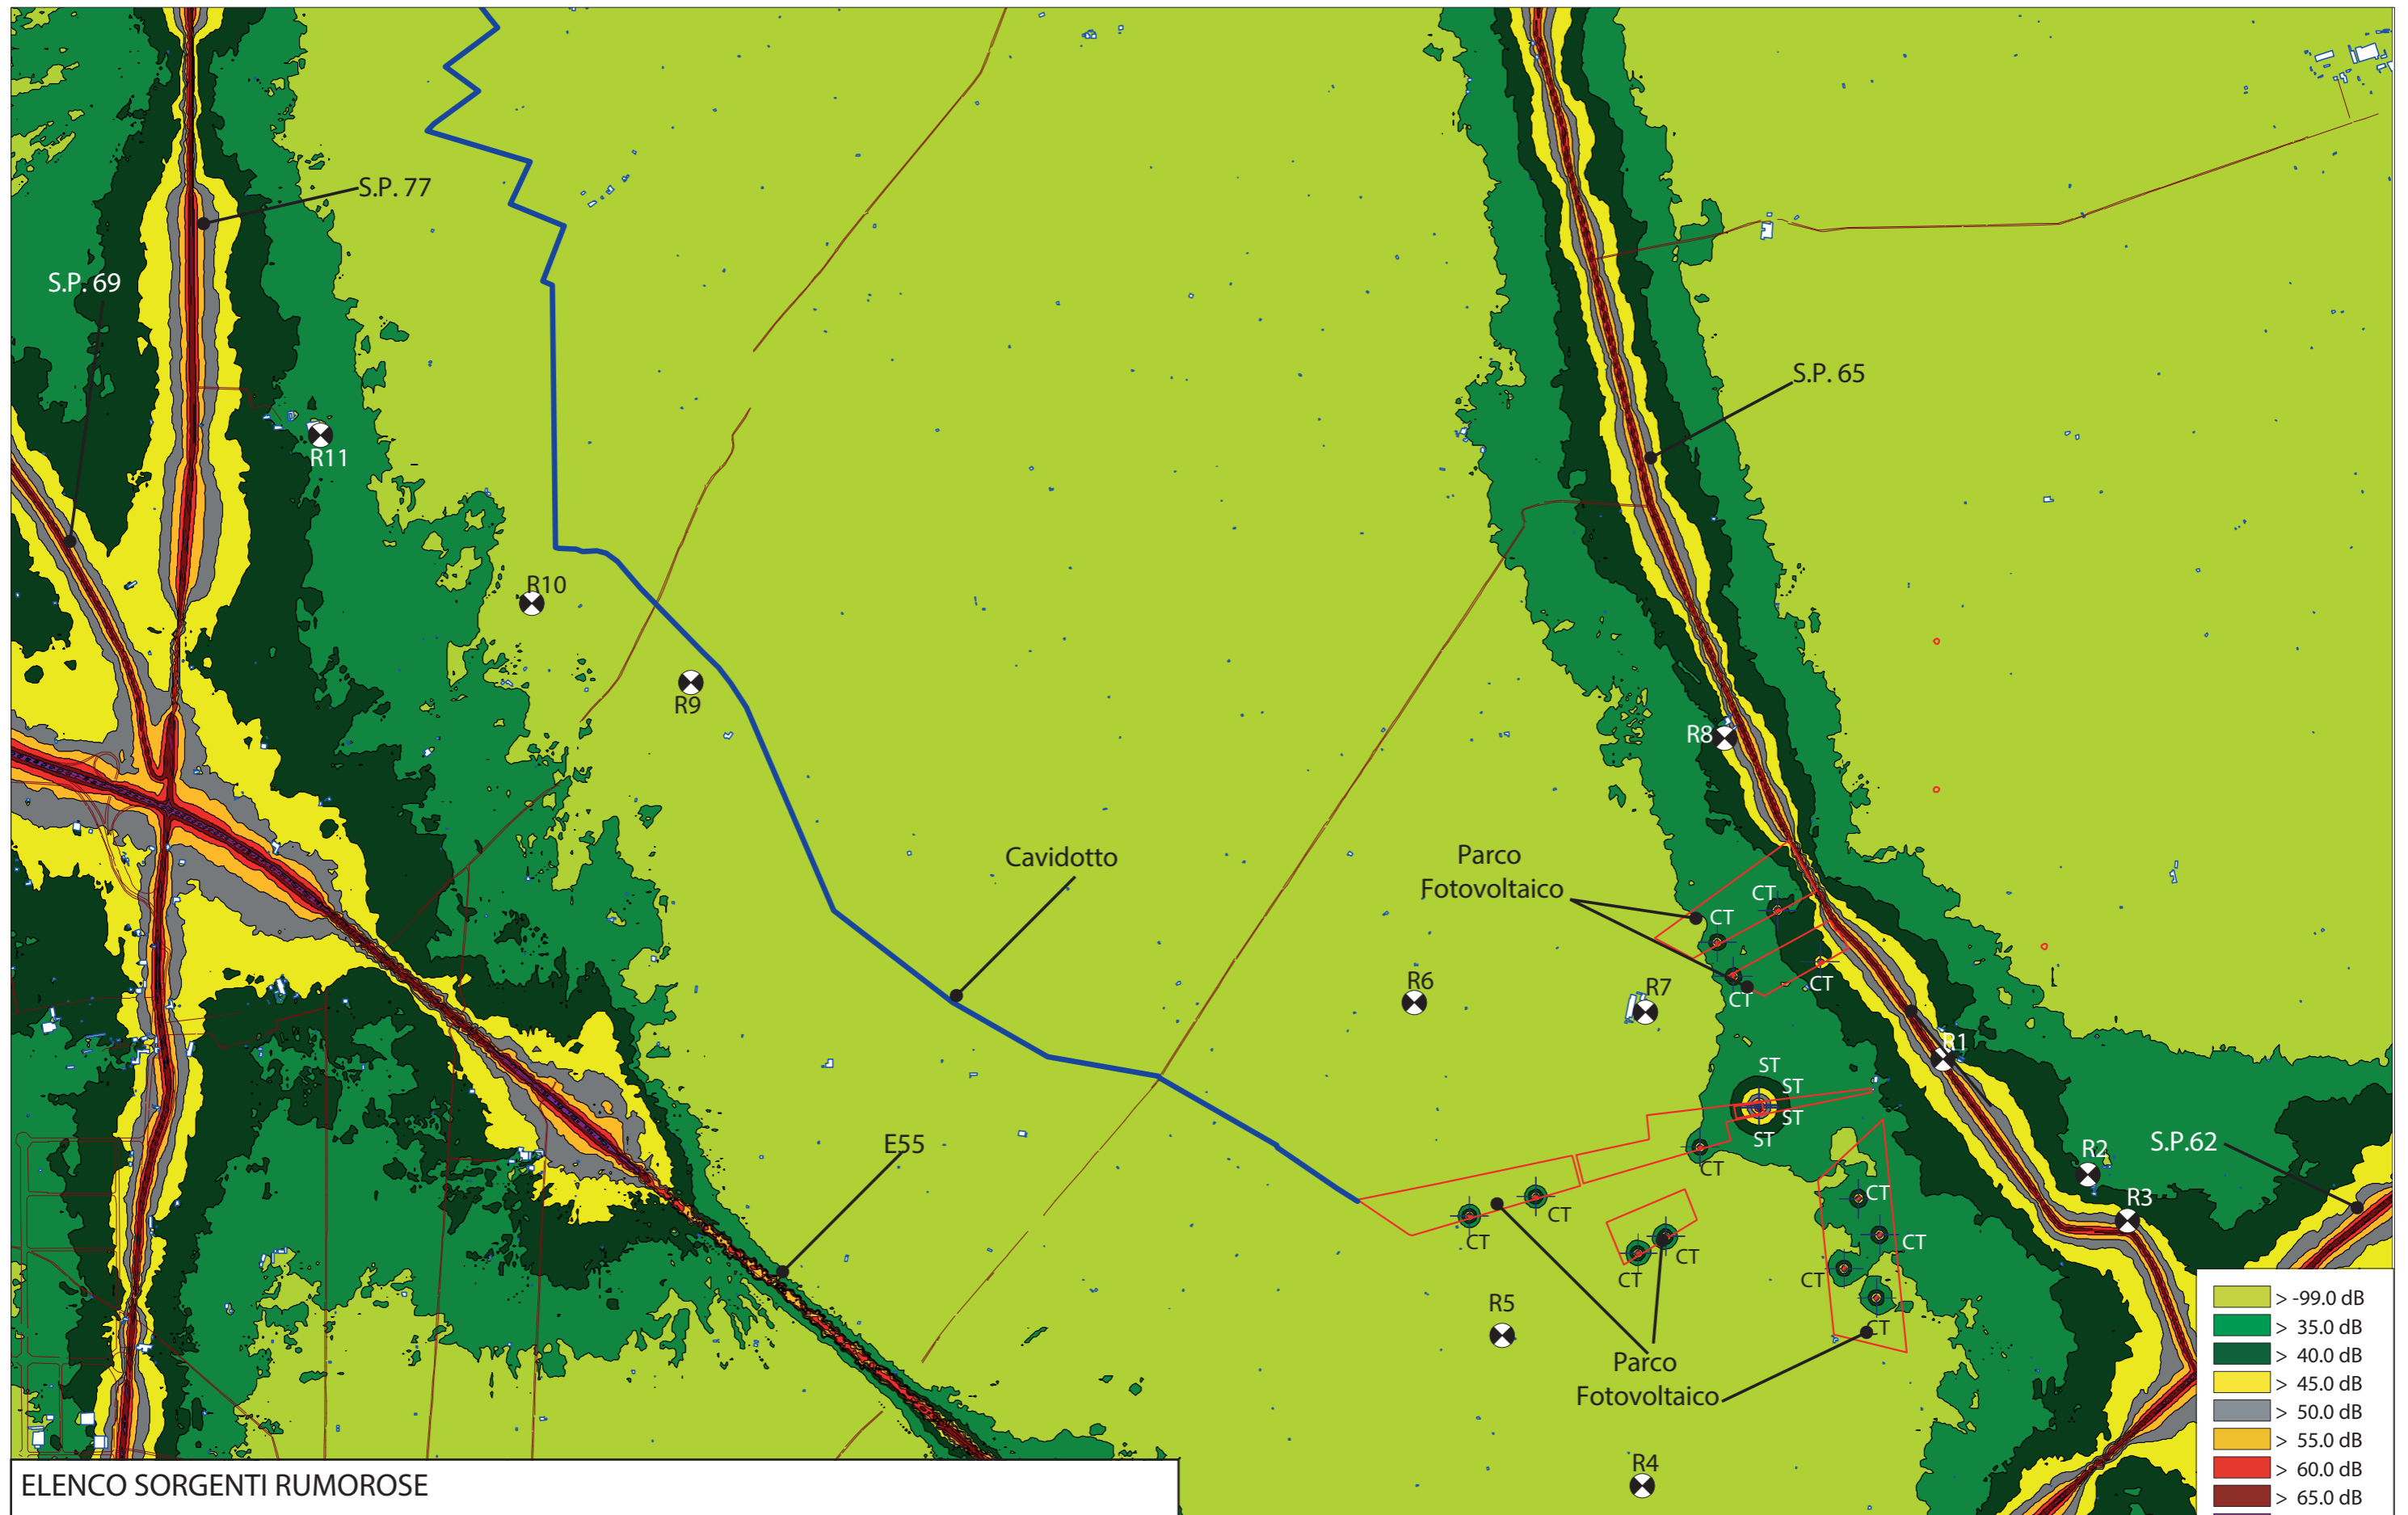 S.P. 77
S.P. 69
S.P. 65
R11
R10
R9
R8
Cavidotto
Parco
Fotovoltaico
CT
CT
R6
R7
CT
CT
R1
ST
ST
ST
ST
E55
CT
R2
S.P.62
R3
CT
CT
CT
CT
CT
CT
CT
R5
CT
Parco
Fotovoltaico
R4
ELENCO SORGENTI RUMOROSE
> -99.0 dB
> 35.0 dB
> 40.0 dB
> 45.0 dB
> 50.0 dB
> 55.0 dB
> 60.0 dB
> 65.0 dB